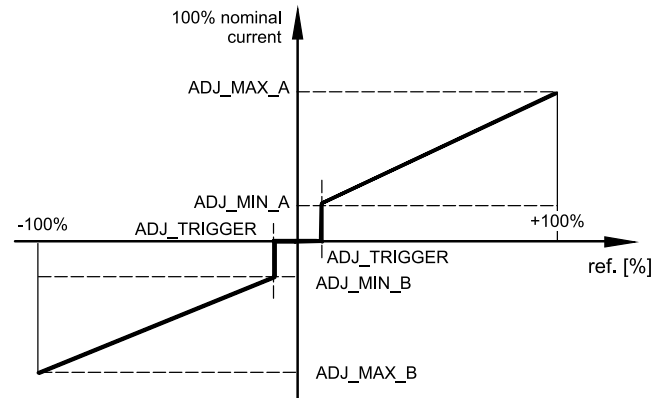 100% nominal
current
ADJ_MAX_A
ADJ_MIN_A
-100%
ADJ_TRIGGER
+100%
ADJ_TRIGGER
ref. [%]
ADJ_MIN_B
ADJ_MAX_B